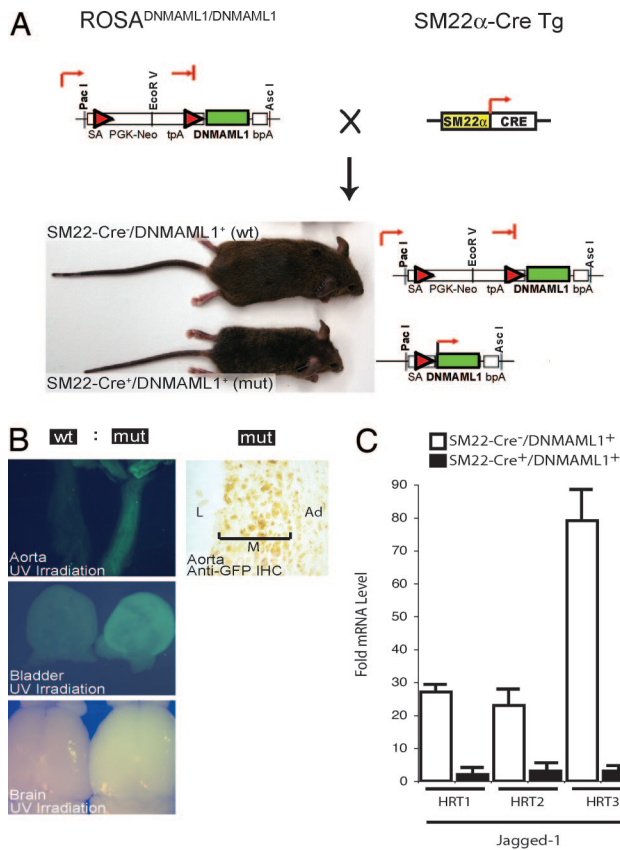 A
ROSA^DNMAML1/DNMAML1
SM22α-Cre Tg
Pac I
EcoR V
Asc I
SA PGK-Neo tpA DNMAML1 bpA
X
SM22α CRE
SM22-Cre⁻/DNMAML1⁺ (wt)
Pac I
EcoR V
Asc I
SA PGK-Neo tpA DNMAML1 bpA
Pac I
Asc I
SA DNMAML1 bpA
SM22-Cre⁺/DNMAML1⁺ (mut)
B
wt : mut
mut
Aorta
UV Irradiation
L
Ad
M
Aorta
Anti-GFP IHC
Bladder
UV Irradiation
Brain
UV Irradiation
C
SM22-Cre⁻/DNMAML1⁺
SM22-Cre⁺/DNMAML1⁺
Fold mRNA Level
90
80
70
60
50
40
30
20
10
0
HRT1 HRT2 HRT3
Jagged-1